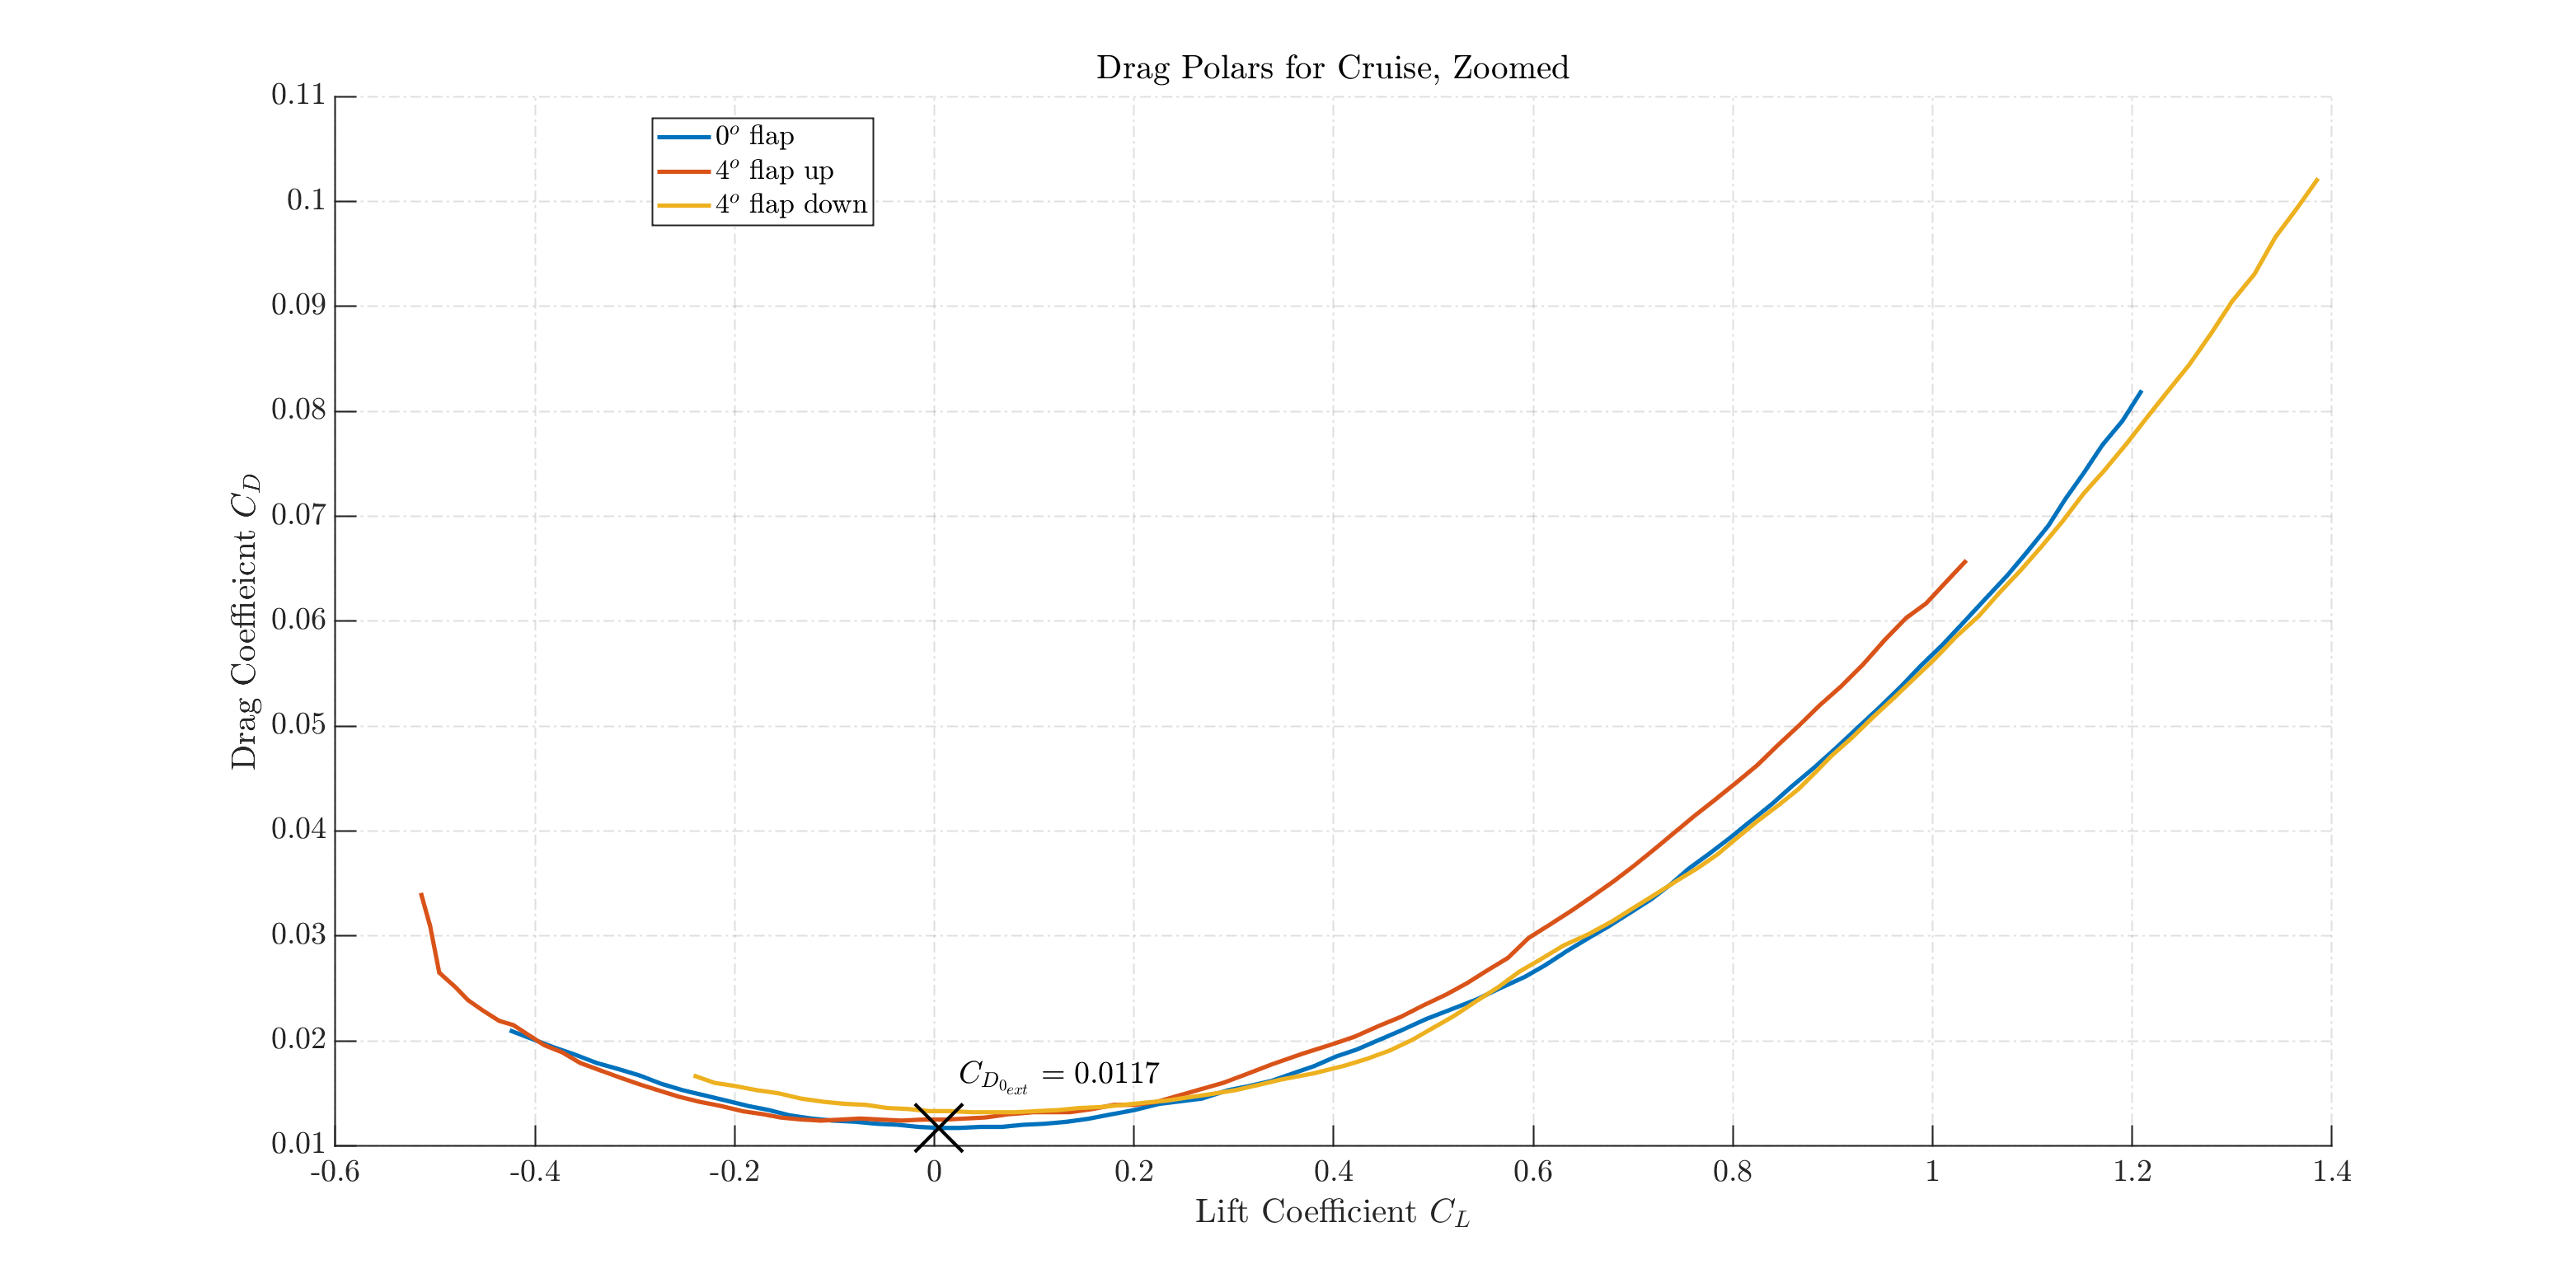 Drag Polars for Cruise, Zoomed
0° flap
4° flap up
4° flap down
0.11
0.1
0.09
0.08
0.07
0.06
0.05
0.04
0.03
0.02
0.01
Drag Coeffieicnt C_D
C_{D_{0_{ext}}} = 0.0117
-0.6 -0.4 -0.2 0 0.2 0.4 0.6 0.8 1 1.2 1.4
Lift Coefficient C_L